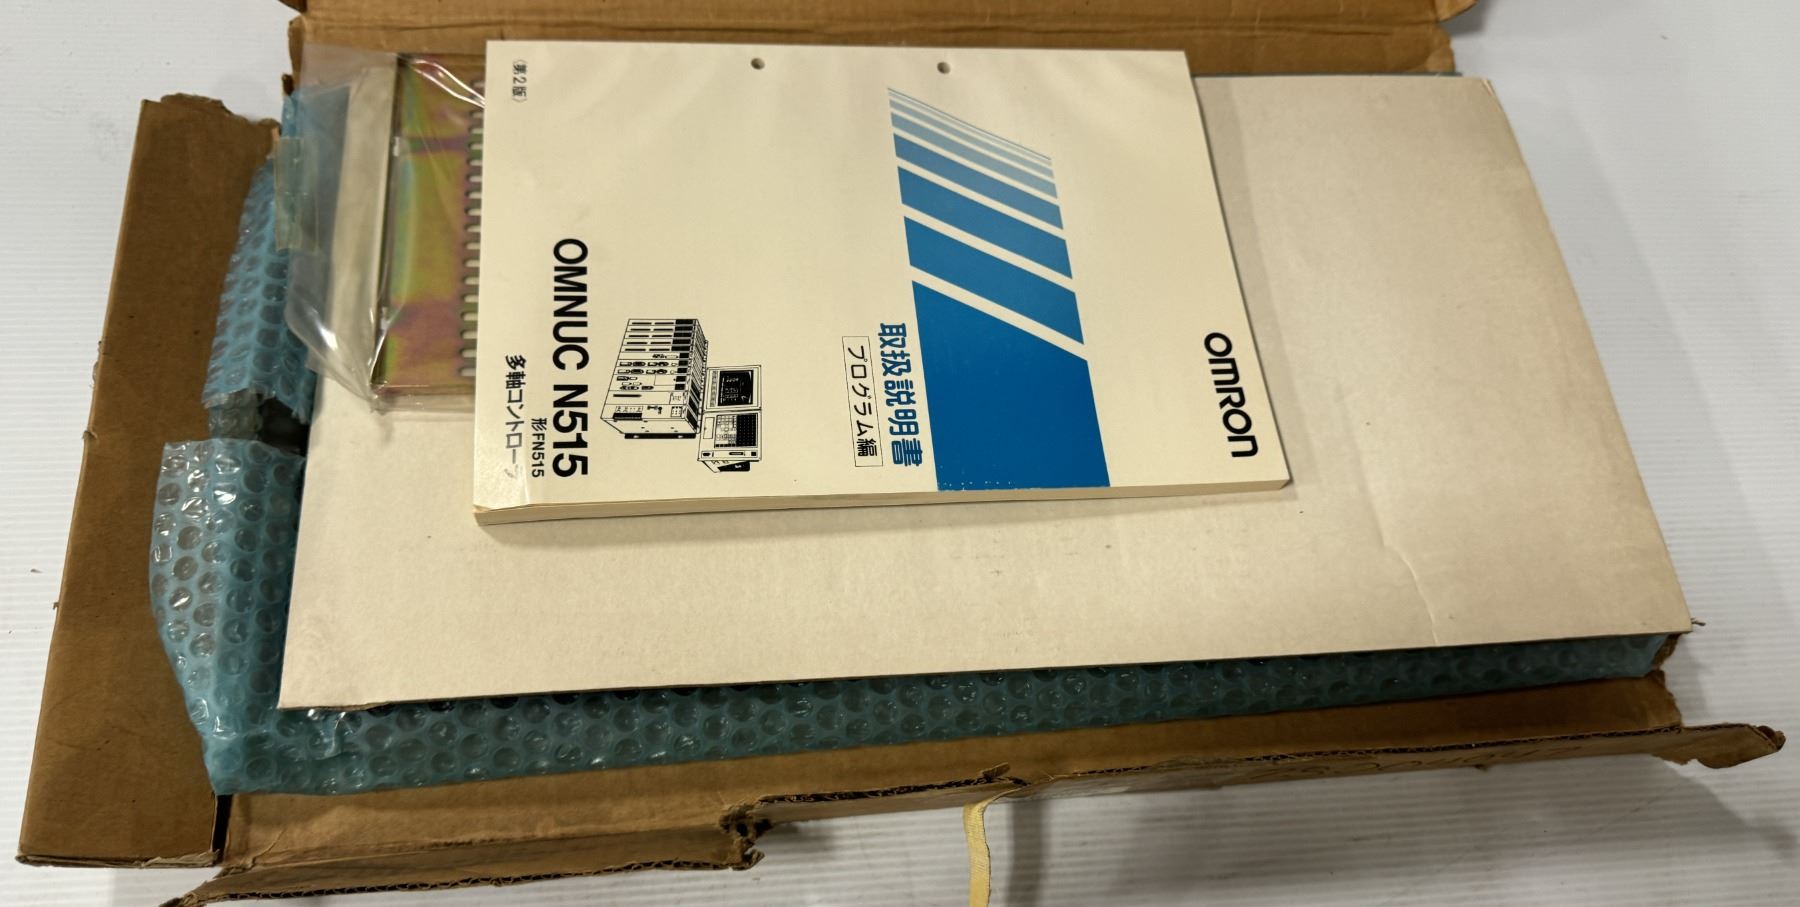 〈第2版〉
OMNUC N515
形FN515
多軸コントローラ
取扱説明書
プログラム編
OMRON